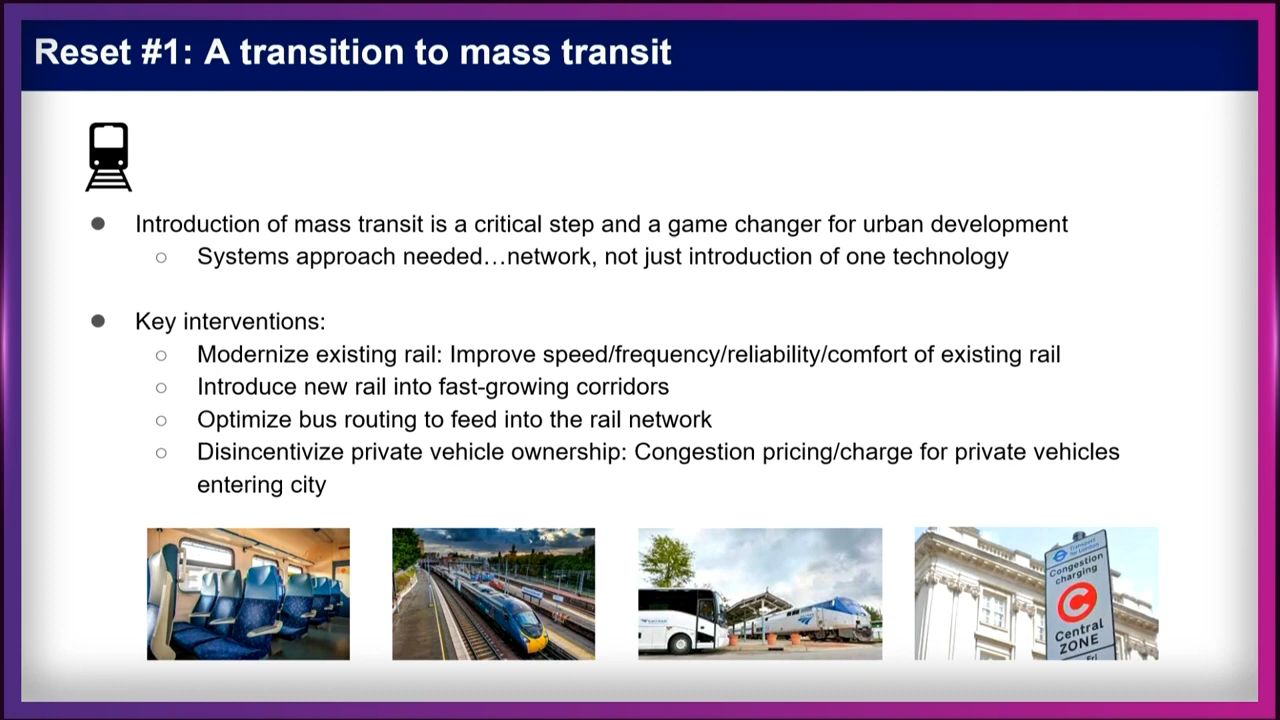 Reset #1: A transition to mass transit
● Introduction of mass transit is a critical step and a game changer for urban development
○ Systems approach needed…network, not just introduction of one technology
● Key interventions:
○ Modernize existing rail: Improve speed/frequency/reliability/comfort of existing rail
○ Introduce new rail into fast-growing corridors
○ Optimize bus routing to feed into the rail network
○ Disincentivize private vehicle ownership: Congestion pricing/charge for private vehicles
entering city
Transport
for London
Congestion
charging
C
Central
ZONE